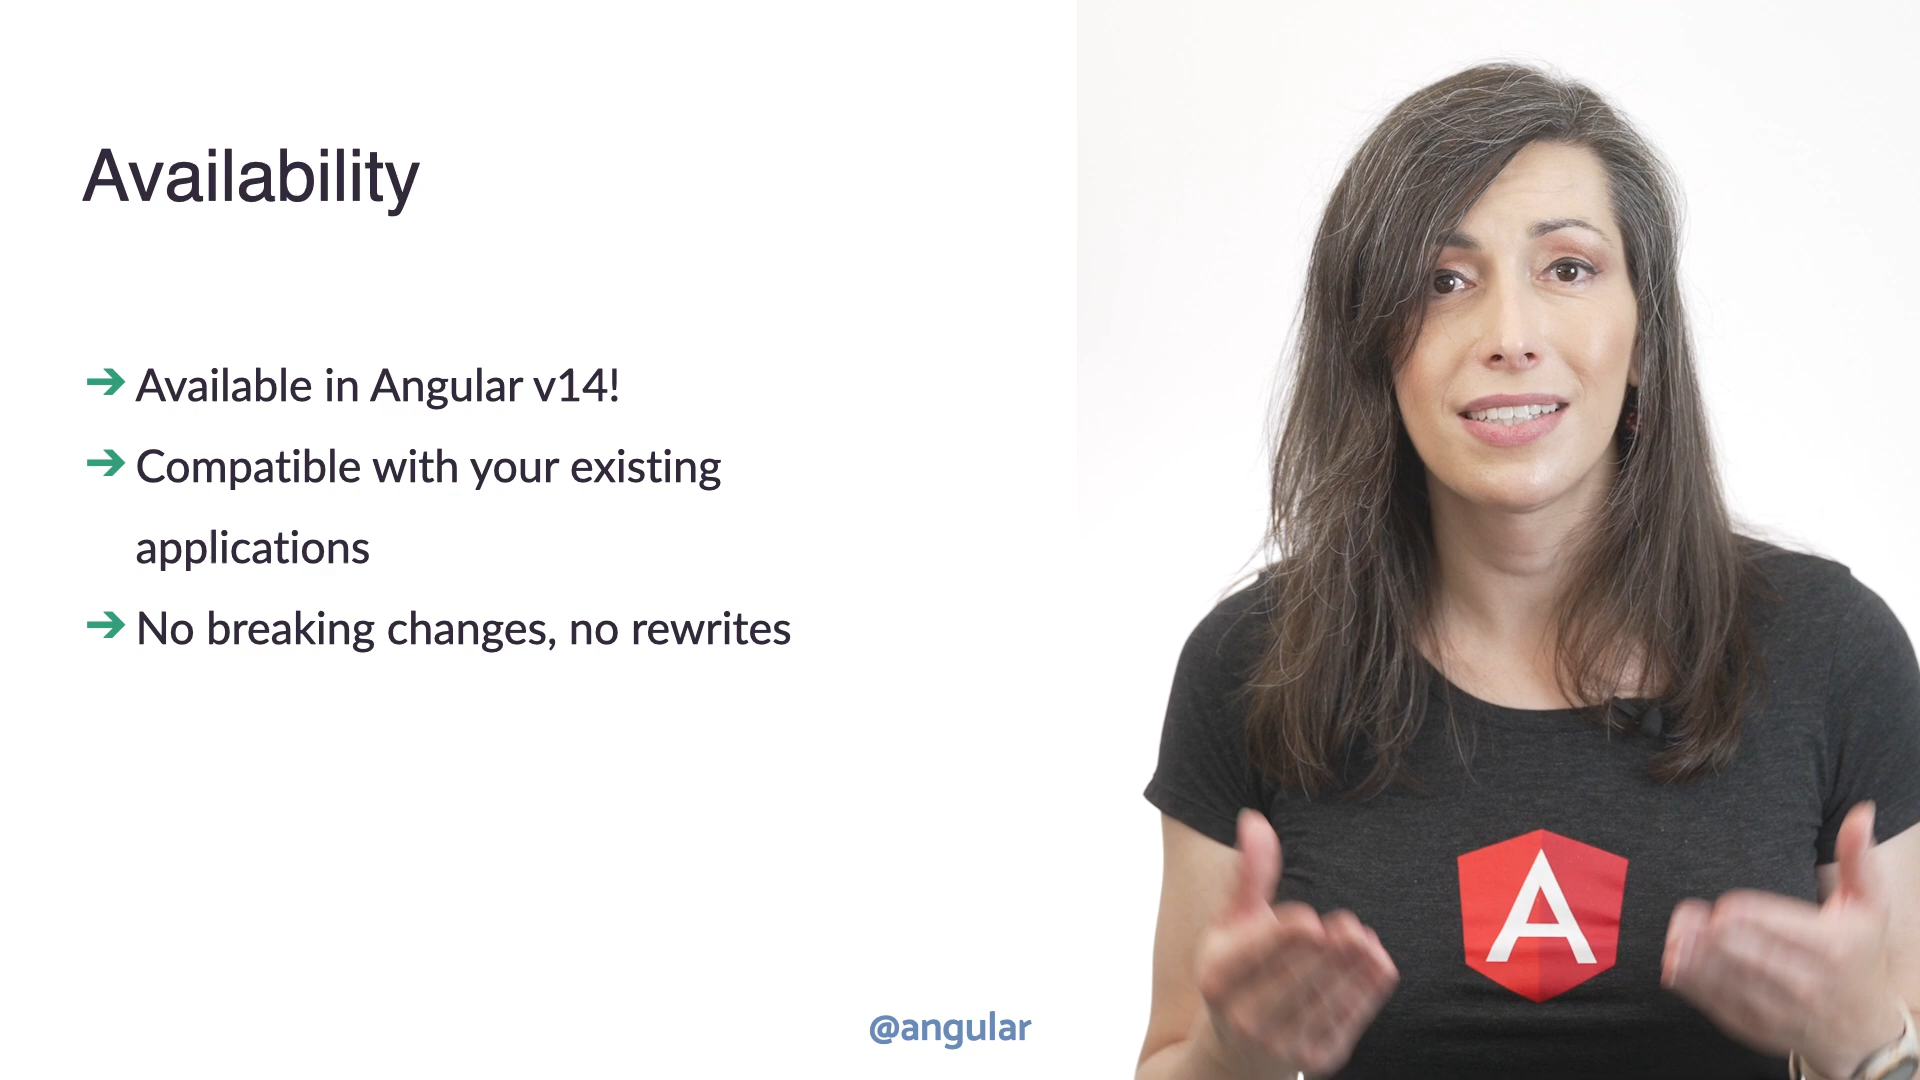 Availability
➔ Available in Angular v14!
➔ Compatible with your existing
applications
➔ No breaking changes, no rewrites
A
@angular